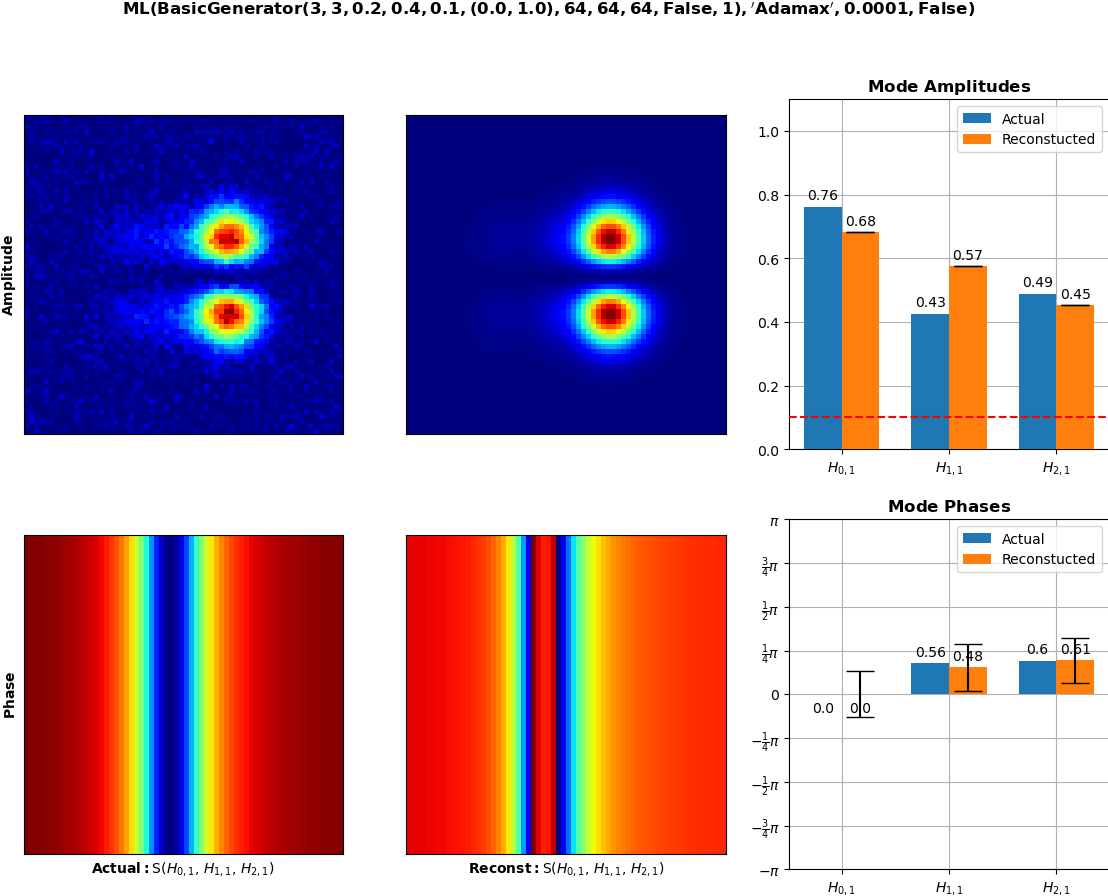 ML(BasicGenerator(3, 3, 0.2, 0.4, 0.1, (0.0, 1.0), 64, 64, 64, False, 1), ′Adamax′, 0.0001, False)
Amplitude
Mode Amplitudes
Actual
Reconstucted
1.0
0.8
0.6
0.4
0.2
0.0
0.76
0.68
0.43
0.57
0.49
0.45
H0, 1
H1, 1
H2, 1
Phase
Actual: S(H0, 1, H1, 1, H2, 1)
Reconst: S(H0, 1, H1, 1, H2, 1)
Mode Phases
Actual
Reconstucted
π
3/4π
1/2π
1/4π
0
−1/4π
−1/2π
−3/4π
−π
0.0
0.0
0.56
0.48
0.6
0.61
H0, 1
H1, 1
H2, 1